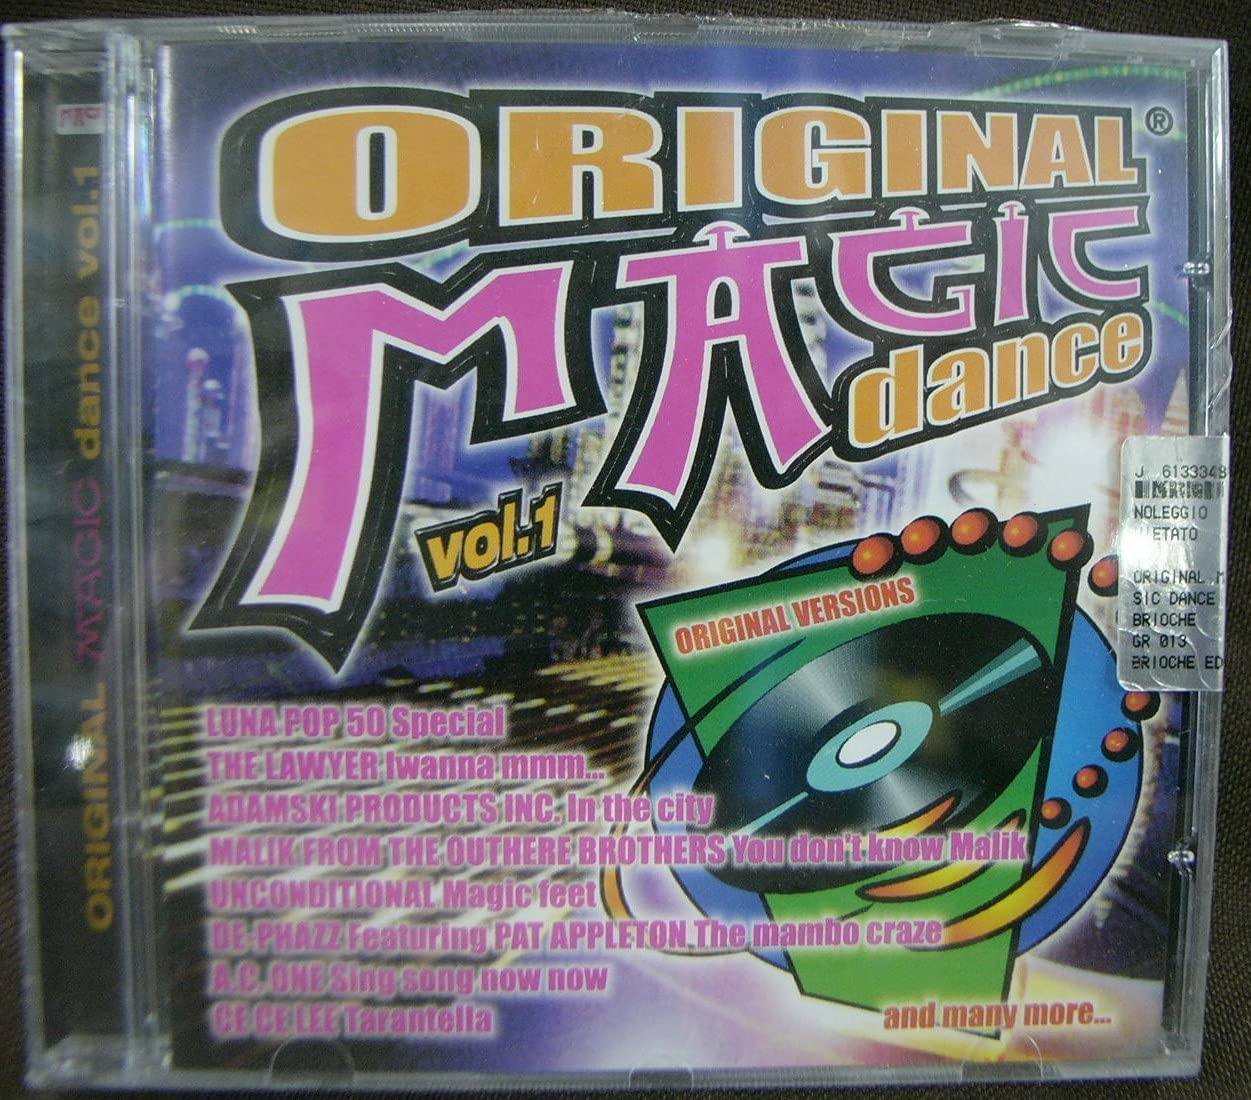 ORIGINAL MAGIC dance vol.1
ORIGINAL ®
MAGIC
dance
vol.1
ORIGINAL VERSIONS
J 6133348
NOLEGGIO
VIETATO
ORIGINAL M
SIC DANCE
BRIOCHE
GR 013
BRIOCHE ED
LUNA POP 50 Special
THE LAWYER Iwanna mmm...
ADAMSKI PRODUCTS INC. In the city
MALIK FROM THE OUTHERE BROTHERS You don't know Malik
UNCONDITIONAL Magic feet
DE-PHAZZ Featuring PAT APPLETON The mambo craze
A.C. ONE Sing song now now
CE CE LEE Tarantella
and many more...